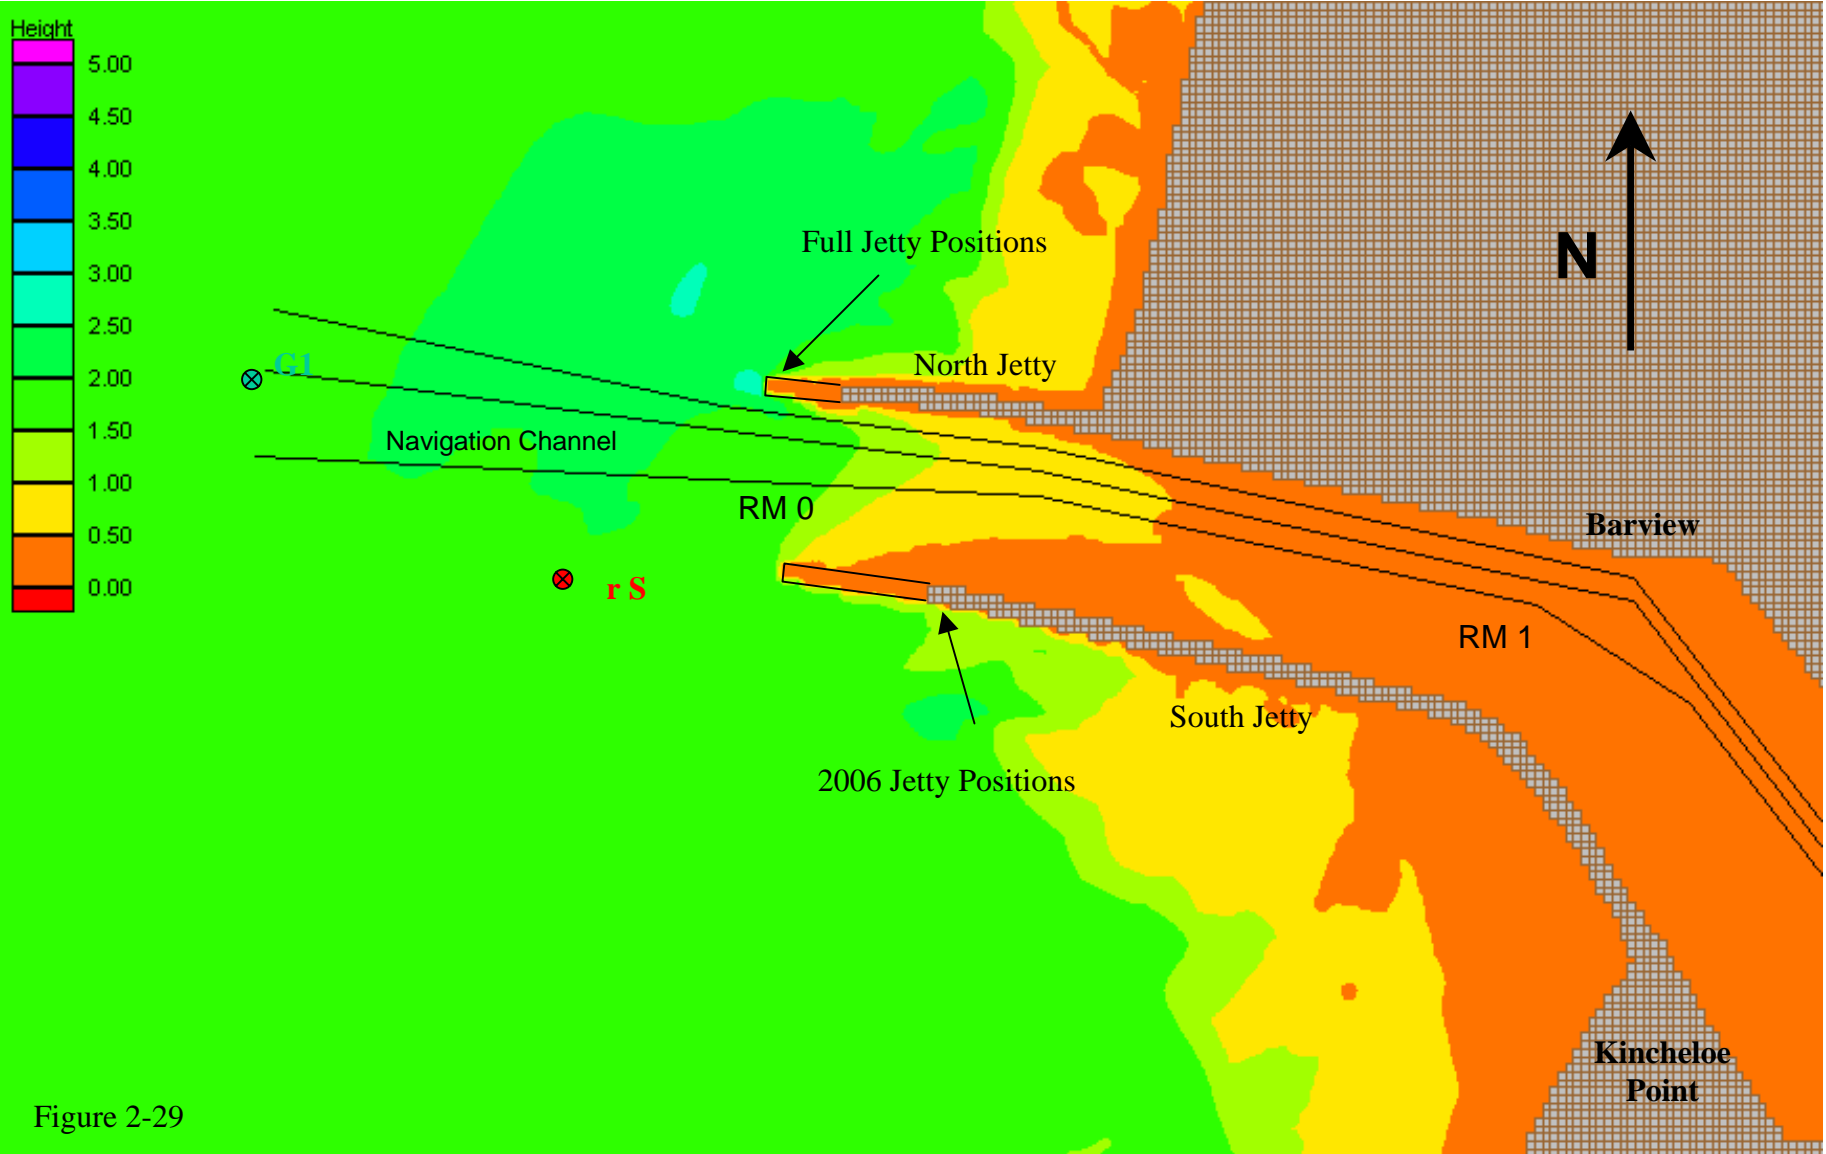 Height
5.00
4.50
4.00
3.50
3.00
2.50
2.00
1.50
1.00
0.50
0.00
Full Jetty Positions
N
G1
North Jetty
Navigation Channel
RM 0
Barview
r S
RM 1
South Jetty
2006 Jetty Positions
Kincheloe
Point
Figure 2-29